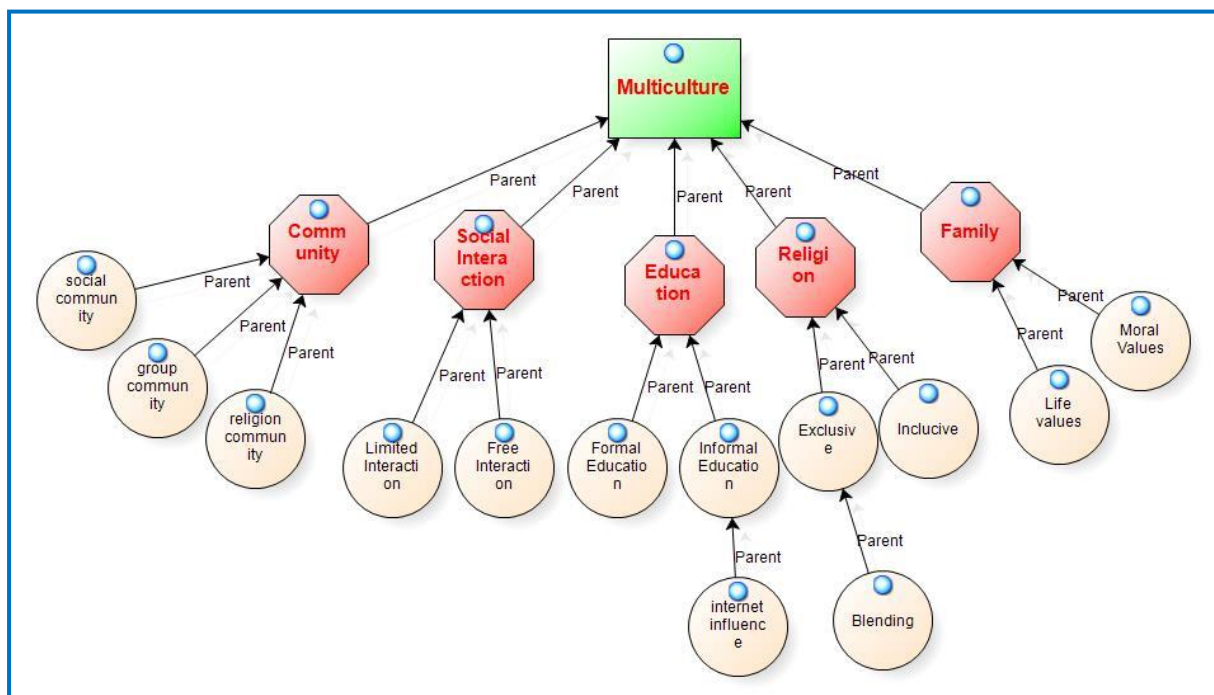 Multiculture
Parent
Parent
Parent
Parent
Parent
Comm
unity
Social
Intera
ction
Educa
tion
Religi
on
Family
social
commun
ity
Parent
group
commun
ity
Parent
religion
commun
ity
Parent
Limited
Interacti
on
Parent
Free
Interacti
on
Parent
Formal
Educatio
n
Parent
Informal
Educatio
n
Parent
Exclusiv
e
Parent
Inclucive
Parent
Life
values
Parent
Moral
Values
Parent
internet
influenc
e
Parent
Blending
Parent